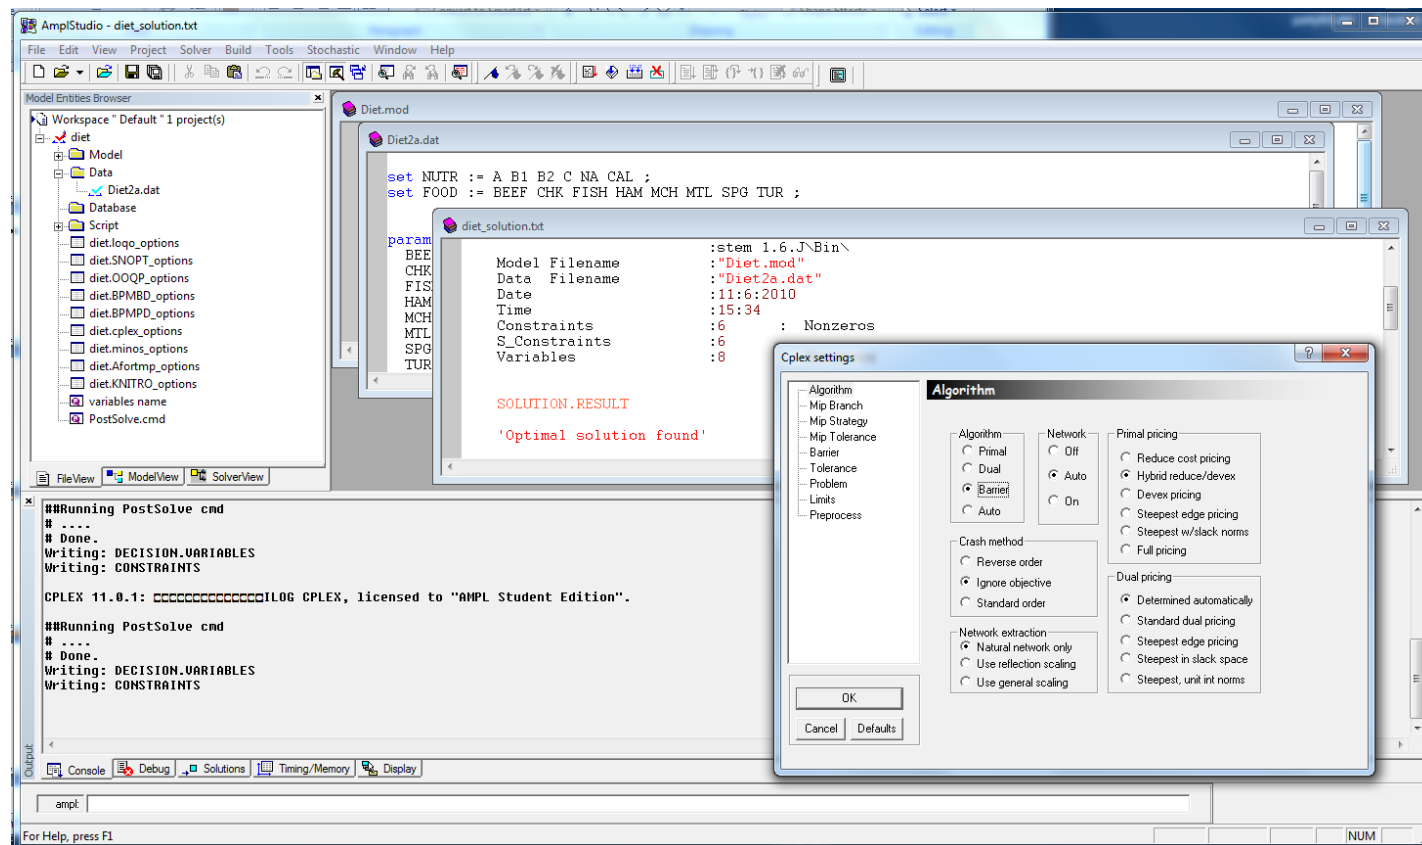 AmplStudio - diet_solution.txt
File Edit View Project Solver Build Tools Stochastic Window Help
Model Entities Browser
Workspace " Default " 1 project(s)
diet
Model
Data
Diet2a.dat
Database
Script
diet.loqo_options
diet.SNOPT_options
diet.OOQP_options
diet.BPMBD_options
diet.BPMPD_options
diet.cplex_options
diet.minos_options
diet.Afortmp_options
diet.KNITRO_options
variables name
PostSolve.cmd
FileView ModelView SolverView
Diet.mod
Diet2a.dat
set NUTR := A B1 B2 C NA CAL ;
set FOOD := BEEF CHK FISH HAM MCH MTL SPG TUR ;
param
BEE
CHK
FIS
HAM
MCH
MTL
SPG
TUR
diet_solution.txt
:stem 1.6.J\Bin\
Model Filename :"Diet.mod"
Data Filename :"Diet2a.dat"
Date :11:6:2010
Time :15:34
Constraints :6 : Nonzeros
S_Constraints :6
Variables :8
SOLUTION.RESULT
'Optimal solution found'
Cplex settings
Algorithm
Mip Branch
Mip Strategy
Mip Tolerance
Barrier
Tolerance
Problem
Limits
Preprocess
OK
Cancel Defaults
Algorithm
Algorithm
Primal
Dual
Barrier
Auto
Network
Off
Auto
On
Primal pricing
Reduce cost pricing
Hybrid reduce/devex
Devex pricing
Steepest edge pricing
Steepest w/slack norms
Full pricing
Crash method
Reverse order
Ignore objective
Standard order
Dual pricing
Determined automatically
Standard dual pricing
Steepest edge pricing
Steepest in slack space
Steepest, unit int norms
Network extraction
Natural network only
Use reflection scaling
Use general scaling
##Running PostSolve cmd
# ....
# Done.
Writing: DECISION.VARIABLES
Writing: CONSTRAINTS
CPLEX 11.0.1: ILOG CPLEX, licensed to "AMPL Student Edition".
##Running PostSolve cmd
# ....
# Done.
Writing: DECISION.VARIABLES
Writing: CONSTRAINTS
Output
Console Debug Solutions Timing/Memory Display
ampl:
For Help, press F1
NUM